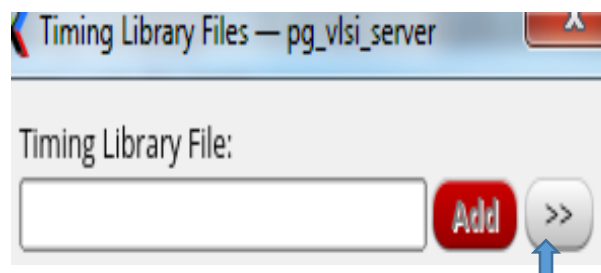 Timing Library Files — pg_vlsi_server
X
Timing Library File:
Add >>